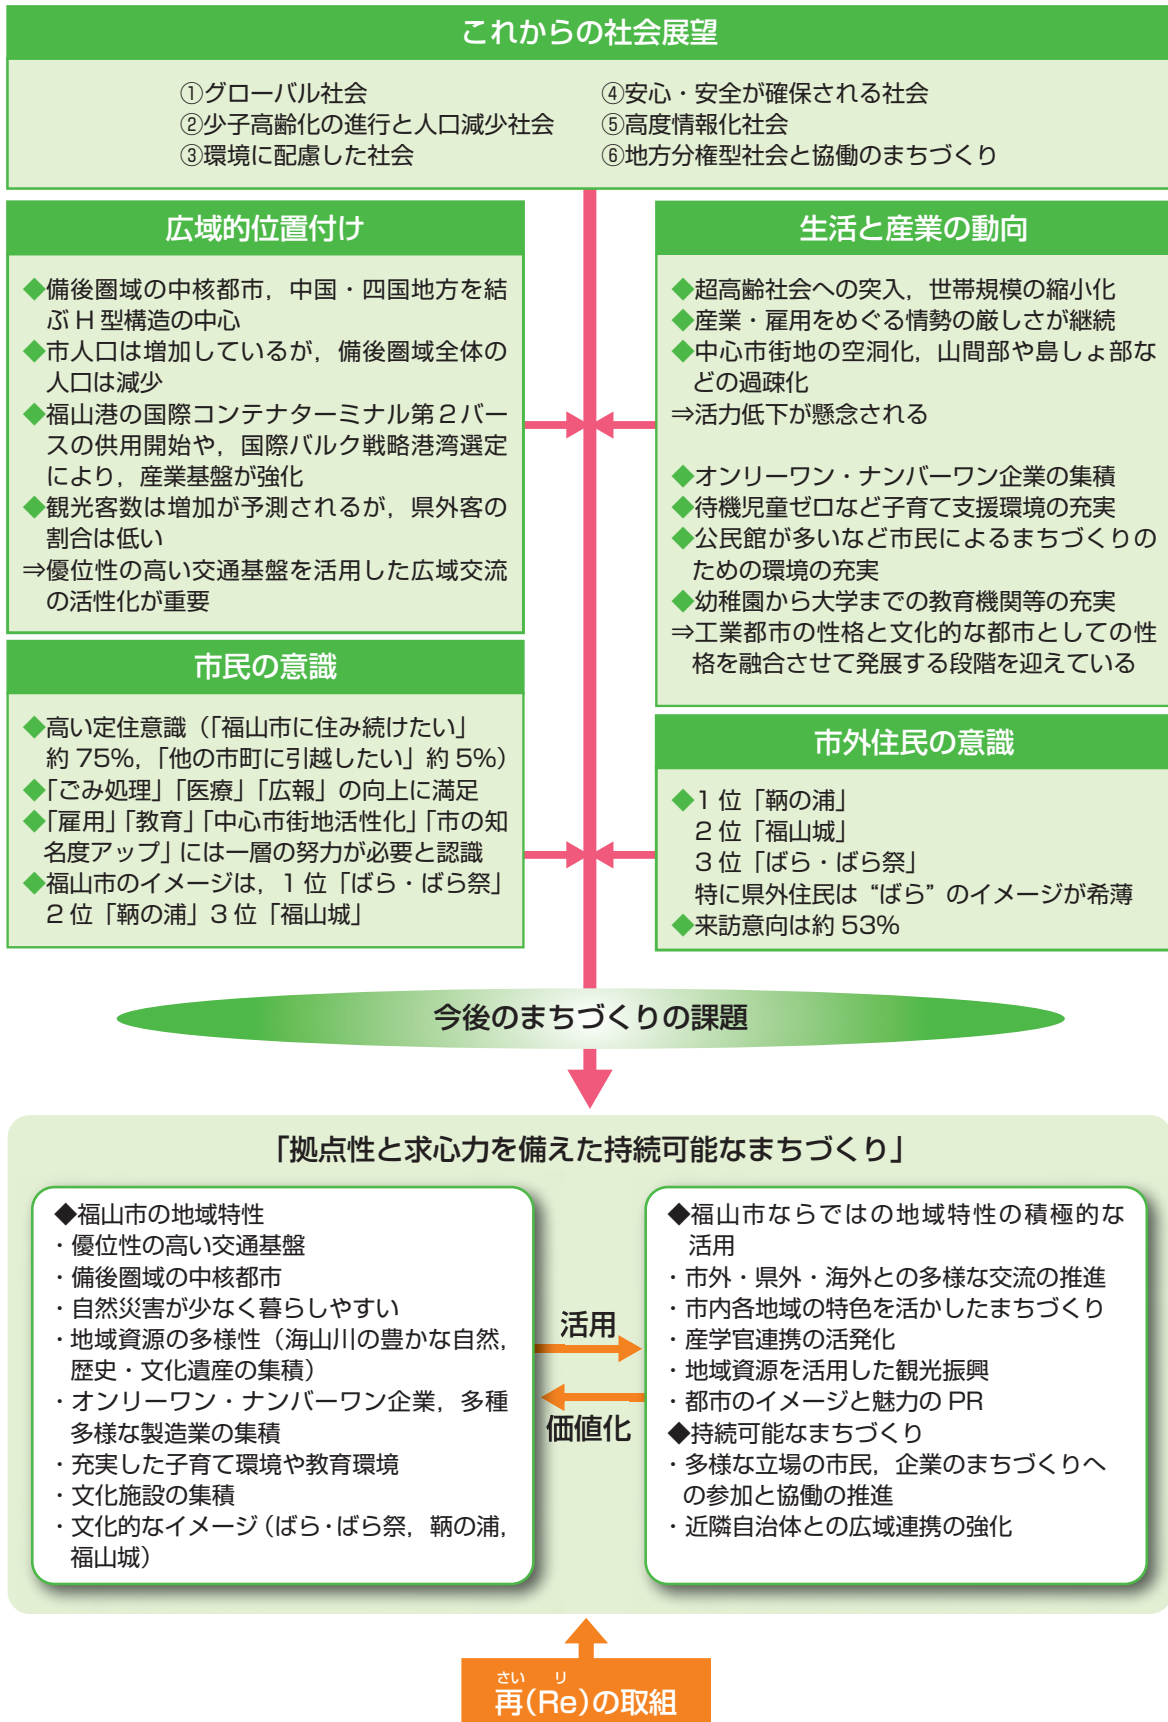 これからの社会展望
①グローバル社会
②少子高齢化の進行と人口減少社会
③環境に配慮した社会
④安心・安全が確保される社会
⑤高度情報化社会
⑥地方分権型社会と協働のまちづくり
広域的位置付け
◆備後圏域の中核都市，中国・四国地方を結
ぶH型構造の中心
◆市人口は増加しているが，備後圏域全体の
人口は減少
◆福山港の国際コンテナターミナル第2バー
スの供用開始や，国際バルク戦略港湾選定
により，産業基盤が強化
◆観光客数は増加が予測されるが，県外客の
割合は低い
⇒優位性の高い交通基盤を活用した広域交流
の活性化が重要
生活と産業の動向
◆超高齢社会への突入，世帯規模の縮小化
◆産業・雇用をめぐる情勢の厳しさが継続
◆中心市街地の空洞化，山間部や島しょ部な
どの過疎化
⇒活力低下が懸念される
◆オンリーワン・ナンバーワン企業の集積
◆待機児童ゼロなど子育て支援環境の充実
◆公民館が多いなど市民によるまちづくりの
ための環境の充実
◆幼稚園から大学までの教育機関等の充実
⇒工業都市の性格と文化的な都市としての性
格を融合させて発展する段階を迎えている
市民の意識
◆高い定住意識（「福山市に住み続けたい」
約75%，「他の市町に引越したい」約5%）
◆「ごみ処理」「医療」「広報」の向上に満足
◆「雇用」「教育」「中心市街地活性化」「市の知
名度アップ」には一層の努力が必要と認識
◆福山市のイメージは，1位「ばら・ばら祭」
2位「鞆の浦」3位「福山城」
市外住民の意識
◆1位「鞆の浦」
2位「福山城」
3位「ばら・ばら祭」
特に県外住民は“ばら”のイメージが希薄
◆来訪意向は約53%
今後のまちづくりの課題
「拠点性と求心力を備えた持続可能なまちづくり」
◆福山市の地域特性
・優位性の高い交通基盤
・備後圏域の中核都市
・自然災害が少なく暮らしやすい
・地域資源の多様性（海山川の豊かな自然，
歴史・文化遺産の集積）
・オンリーワン・ナンバーワン企業，多種
多様な製造業の集積
・充実した子育て環境や教育環境
・文化施設の集積
・文化的なイメージ（ばら・ばら祭，鞆の浦，
福山城）
活用
価値化
◆福山市ならではの地域特性の積極的な
活用
・市外・県外・海外との多様な交流の推進
・市内各地域の特色を活かしたまちづくり
・産学官連携の活発化
・地域資源を活用した観光振興
・都市のイメージと魅力のPR
◆持続可能なまちづくり
・多様な立場の市民，企業のまちづくりへ
の参加と協働の推進
・近隣自治体との広域連携の強化
さい リ
再(Re)の取組